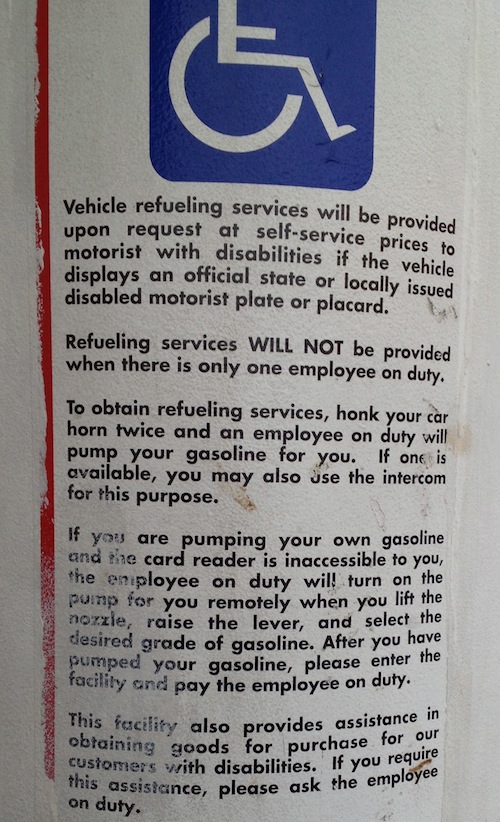 Vehicle refueling services will be provided
upon request at self-service prices to
motorist with disabilities if the vehicle
displays an official state or locally issued
disabled motorist plate or placard.
Refueling services WILL NOT be provided
when there is only one employee on duty.
To obtain refueling services, honk your car
horn twice and an employee on duty will
pump your gasoline for you. If one is
available, you may also use the intercom
for this purpose.
If you are pumping your own gasoline
and the card reader is inaccessible to you,
the employee on duty will turn on the
pump for you remotely when you lift the
nozzle, raise the lever, and select the
desired grade of gasoline. After you have
pumped your gasoline, please enter the
facility and pay the employee on duty.
This facility also provides assistance in
obtaining goods for purchase for our
customers with disabilities. If you require
this assistance, please ask the employee
on duty.